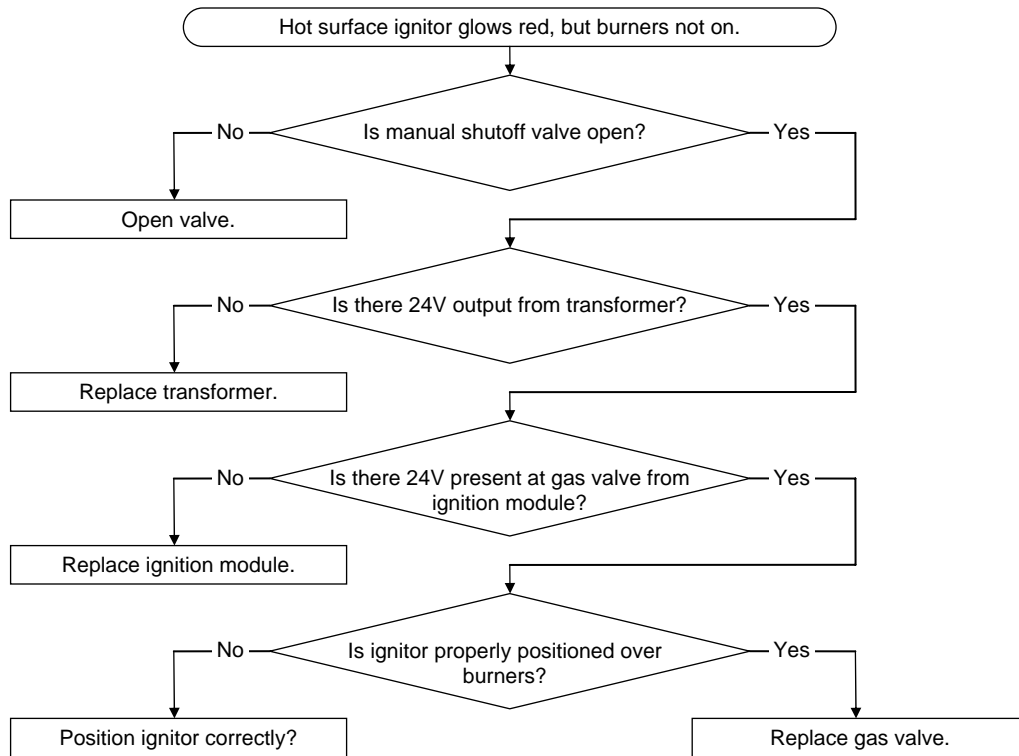 Hot surface ignitor glows red, but burners not on.
Is manual shutoff valve open?
No
Yes
Open valve.
Is there 24V output from transformer?
No
Yes
Replace transformer.
Is there 24V present at gas valve from
ignition module?
No
Yes
Replace ignition module.
Is ignitor properly positioned over
burners?
No
Yes
Position ignitor correctly?
Replace gas valve.